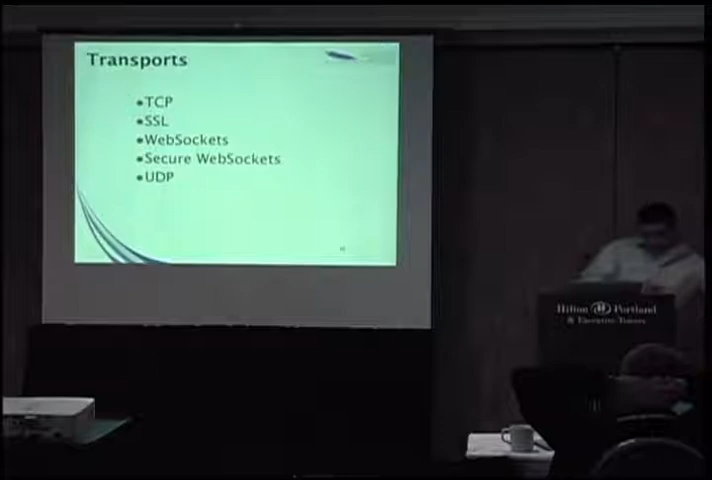 Transports
•TCP
•SSL
•WebSockets
•Secure WebSockets
•UDP
Hilton Portland
& Executive Tower